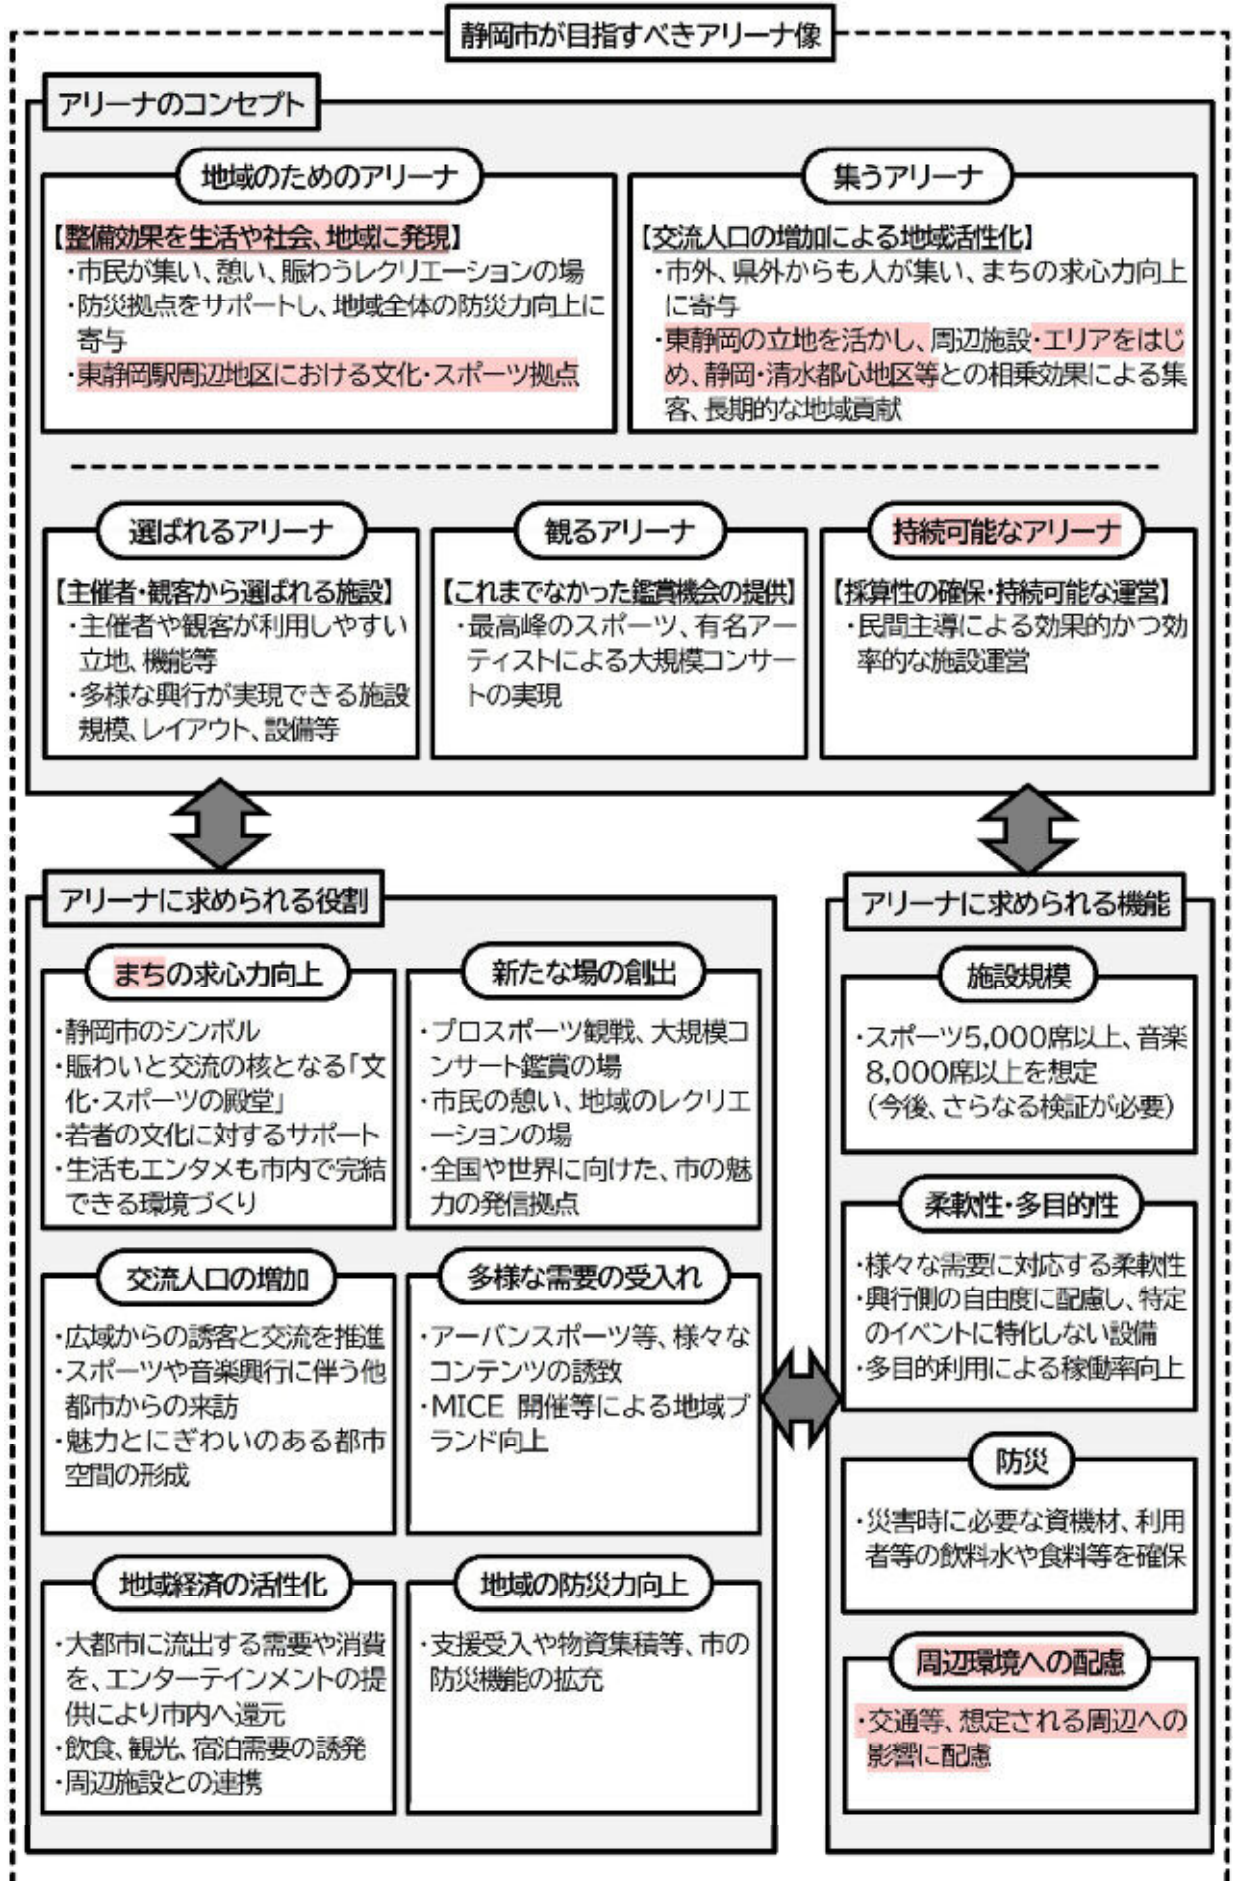 静岡市が目指すべきアリーナ像
アリーナのコンセプト
地域のためのアリーナ
【整備効果を生活や社会、地域に発現】
・市民が集い、憩い、賑わうレクリエーションの場
・防災拠点をサポートし、地域全体の防災力向上に
寄与
・東静岡駅周辺地区における文化・スポーツ拠点
集うアリーナ
【交流人口の増加による地域活性化】
・市外、県外からも人が集い、まちの求心力向上
に寄与
・東静岡の立地を活かし、周辺施設・エリアをはじ
め、静岡・清水都心地区等との相乗効果による集
客、長期的な地域貢献
選ばれるアリーナ
【主催者・観客から選ばれる施設】
・主催者や観客が利用しやすい
立地、機能等
・多様な興行が実現できる施設
規模、レイアウト、設備等
観るアリーナ
【これまでなかった鑑賞機会の提供】
・最高峰のスポーツ、有名アー
ティストによる大規模コンサー
トの実現
持続可能なアリーナ
【採算性の確保・持続可能な運営】
・民間主導による効果的かつ効
率的な施設運営
アリーナに求められる役割
まちの求心力向上
・静岡市のシンボル
・賑わいと交流の核となる「文
化・スポーツの殿堂」
・若者の文化に対するサポート
・生活もエンタメも市内で完結
できる環境づくり
新たな場の創出
・プロスポーツ観戦、大規模コ
ンサート鑑賞の場
・市民の憩い、地域のレクリエ
ーションの場
・全国や世界に向けた、市の魅
力の発信拠点
交流人口の増加
・広域からの誘客と交流を推進
・スポーツや音楽興行に伴う他
都市からの来訪
・魅力とにぎわいのある都市
空間の形成
多様な需要の受入れ
・アーバンスポーツ等、様々な
コンテンツの誘致
・MICE 開催等による地域ブ
ランド向上
地域経済の活性化
・大都市に流出する需要や消費
を、エンターテインメントの提
供により市内へ還元
・飲食、観光、宿泊需要の誘発
・周辺施設との連携
地域の防災力向上
・支援受入や物資集積等、市の
防災機能の拡充
アリーナに求められる機能
施設規模
・スポーツ5,000席以上、音楽
8,000席以上を想定
（今後、さらなる検証が必要）
柔軟性・多目的性
・様々な需要に対応する柔軟性
・興行側の自由度に配慮し、特定
のイベントに特化しない設備
・多目的利用による稼働率向上
防災
・災害時に必要な資機材、利用
者等の飲料水や食料等を確保
周辺環境への配慮
・交通等、想定される周辺への
影響に配慮